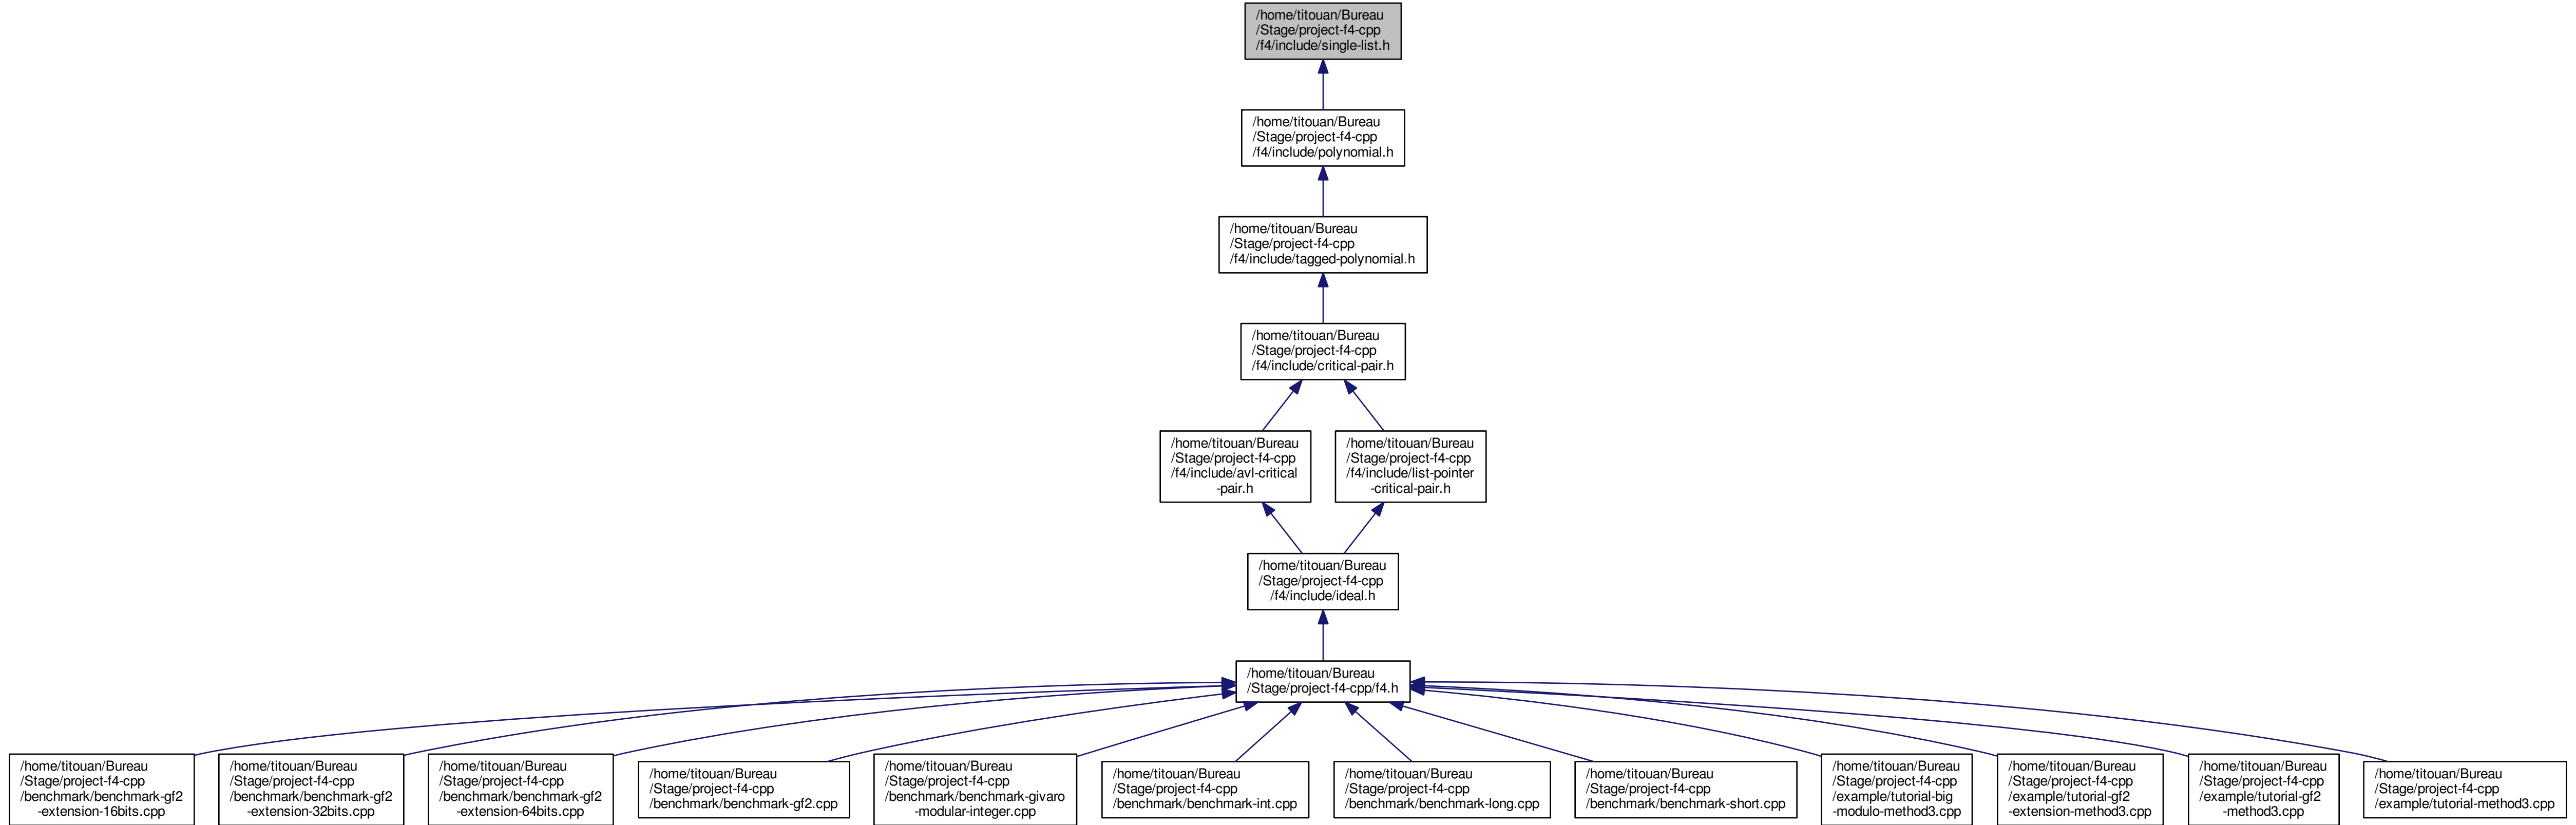 /home/titouan/Bureau
/Stage/project-f4-cpp
/f4/include/single-list.h
/home/titouan/Bureau
/Stage/project-f4-cpp
/f4/include/polynomial.h
/home/titouan/Bureau
/Stage/project-f4-cpp
/f4/include/tagged-polynomial.h
/home/titouan/Bureau
/Stage/project-f4-cpp
/f4/include/critical-pair.h
/home/titouan/Bureau
/Stage/project-f4-cpp
/f4/include/avl-critical
-pair.h
/home/titouan/Bureau
/Stage/project-f4-cpp
/f4/include/list-pointer
-critical-pair.h
/home/titouan/Bureau
/Stage/project-f4-cpp
/f4/include/ideal.h
/home/titouan/Bureau
/Stage/project-f4-cpp/f4.h
/home/titouan/Bureau
/Stage/project-f4-cpp
/benchmark/benchmark-gf2
-extension-16bits.cpp
/home/titouan/Bureau
/Stage/project-f4-cpp
/benchmark/benchmark-gf2
-extension-32bits.cpp
/home/titouan/Bureau
/Stage/project-f4-cpp
/benchmark/benchmark-gf2
-extension-64bits.cpp
/home/titouan/Bureau
/Stage/project-f4-cpp
/benchmark/benchmark-gf2.cpp
/home/titouan/Bureau
/Stage/project-f4-cpp
/benchmark/benchmark-givaro
-modular-integer.cpp
/home/titouan/Bureau
/Stage/project-f4-cpp
/benchmark/benchmark-int.cpp
/home/titouan/Bureau
/Stage/project-f4-cpp
/benchmark/benchmark-long.cpp
/home/titouan/Bureau
/Stage/project-f4-cpp
/benchmark/benchmark-short.cpp
/home/titouan/Bureau
/Stage/project-f4-cpp
/example/tutorial-big
-modulo-method3.cpp
/home/titouan/Bureau
/Stage/project-f4-cpp
/example/tutorial-gf2
-extension-method3.cpp
/home/titouan/Bureau
/Stage/project-f4-cpp
/example/tutorial-gf2
-method3.cpp
/home/titouan/Bureau
/Stage/project-f4-cpp
/example/tutorial-method3.cpp